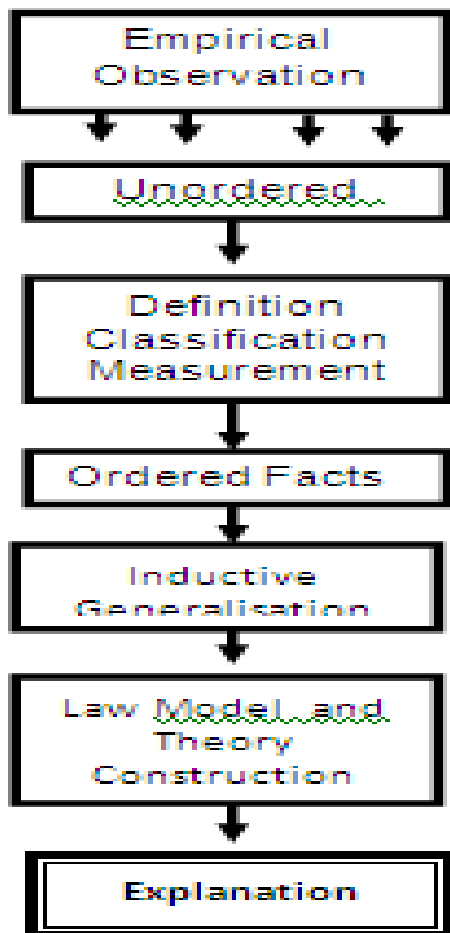 Empirical
Observation
Unordered
Definition
Classification
Measurement
Ordered Facts
Inductive
Generalisation
Law Model and
Theory
Construction
Explanation